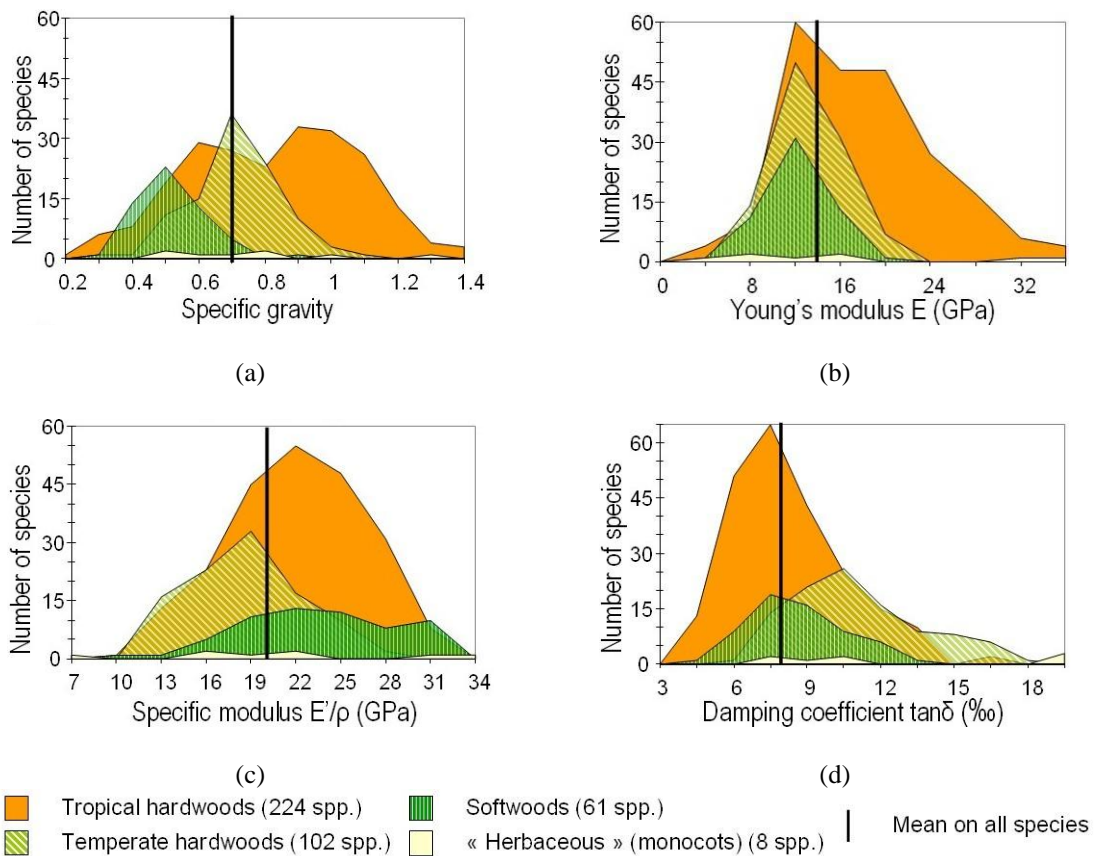 60
45
30
15
0
Number of species
0.2 0.4 0.6 0.8 1 1.2 1.4
Specific gravity
(a)
60
45
30
15
0
Number of species
0 8 16 24 32
Young's modulus E (GPa)
(b)
60
45
30
15
0
Number of species
7 10 13 16 19 22 25 28 31 34
Specific modulus E'/ρ (GPa)
(c)
60
45
30
15
0
Number of species
3 6 9 12 15 18
Damping coefficient tanδ (‰)
(d)
Tropical hardwoods (224 spp.)
Temperate hardwoods (102 spp.)
Softwoods (61 spp.)
« Herbaceous » (monocots) (8 spp.)
Mean on all species